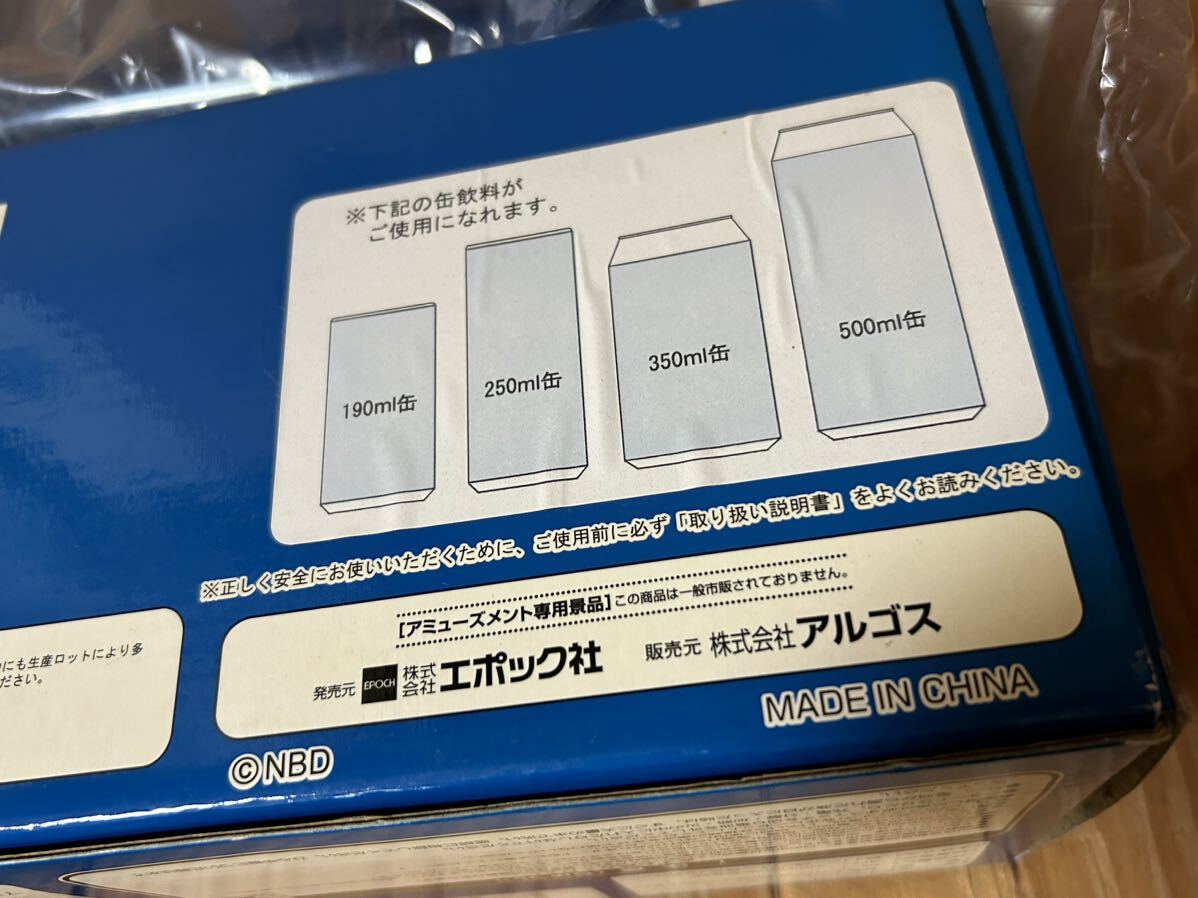 ※下記の缶飲料が
ご使用になれます。
190ml缶
250ml缶
350ml缶
500ml缶
※正しく安全にお使いいただくために、ご使用前に必ず「取り扱い説明書」をよくお読みください。
にも生産ロットにより多
ださい。
[アミューズメント専用景品]この商品は一般市販されておりません。
発売元 EPOCH 株式会社 エポック社 販売元 株式会社アルゴス
©NBD
MADE IN CHINA